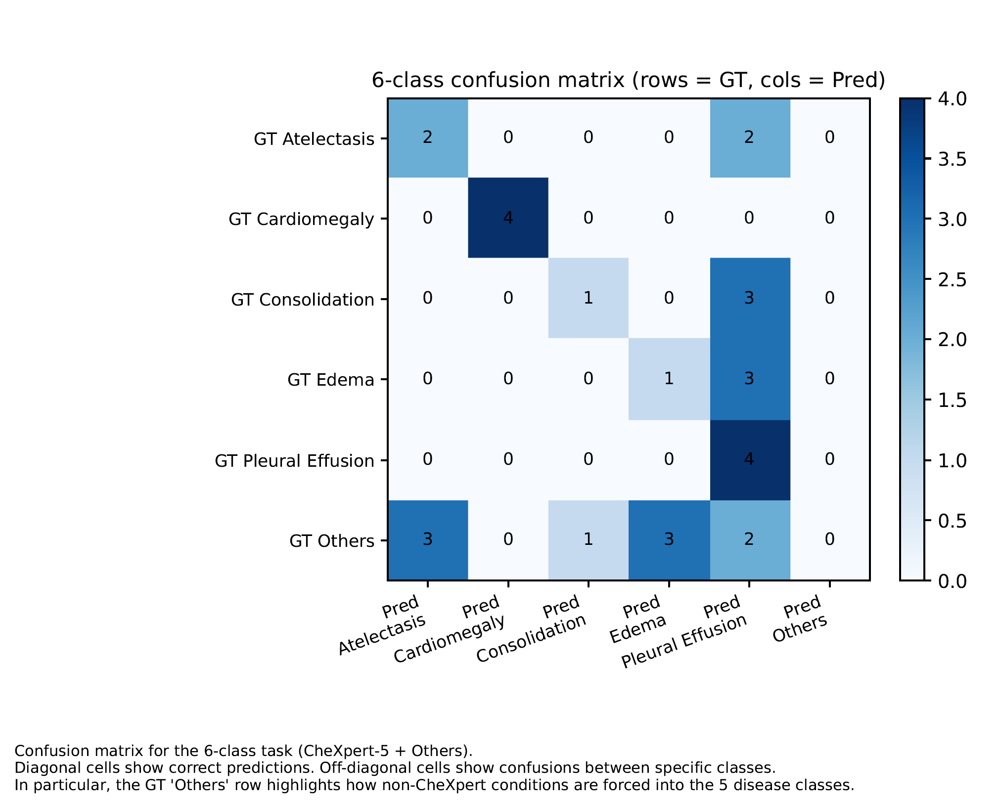 6-class confusion matrix (rows = GT, cols = Pred)
GT Atelectasis 2 0 0 0 2 0
GT Cardiomegaly 0 4 0 0 0 0
GT Consolidation 0 0 1 0 3 0
GT Edema 0 0 0 1 3 0
GT Pleural Effusion 0 0 0 0 4 0
GT Others 3 0 1 3 2 0
Pred
Atelectasis
Pred
Cardiomegaly
Pred
Consolidation
Pred
Edema
Pred
Pleural Effusion
Pred
Others
4.0
3.5
3.0
2.5
2.0
1.5
1.0
0.5
0.0
Confusion matrix for the 6-class task (CheXpert-5 + Others).
Diagonal cells show correct predictions. Off-diagonal cells show confusions between specific classes.
In particular, the GT 'Others' row highlights how non-CheXpert conditions are forced into the 5 disease classes.